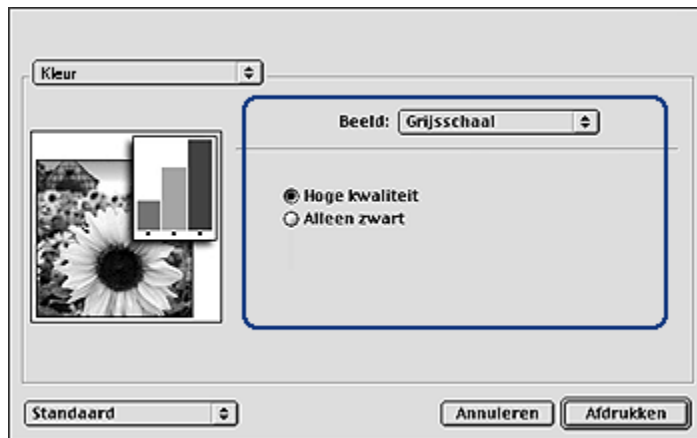 Kleur
Beeld: Grijsschaal
Hoge kwaliteit
Alleen zwart
Standaard
Annuleren
Afdrukken